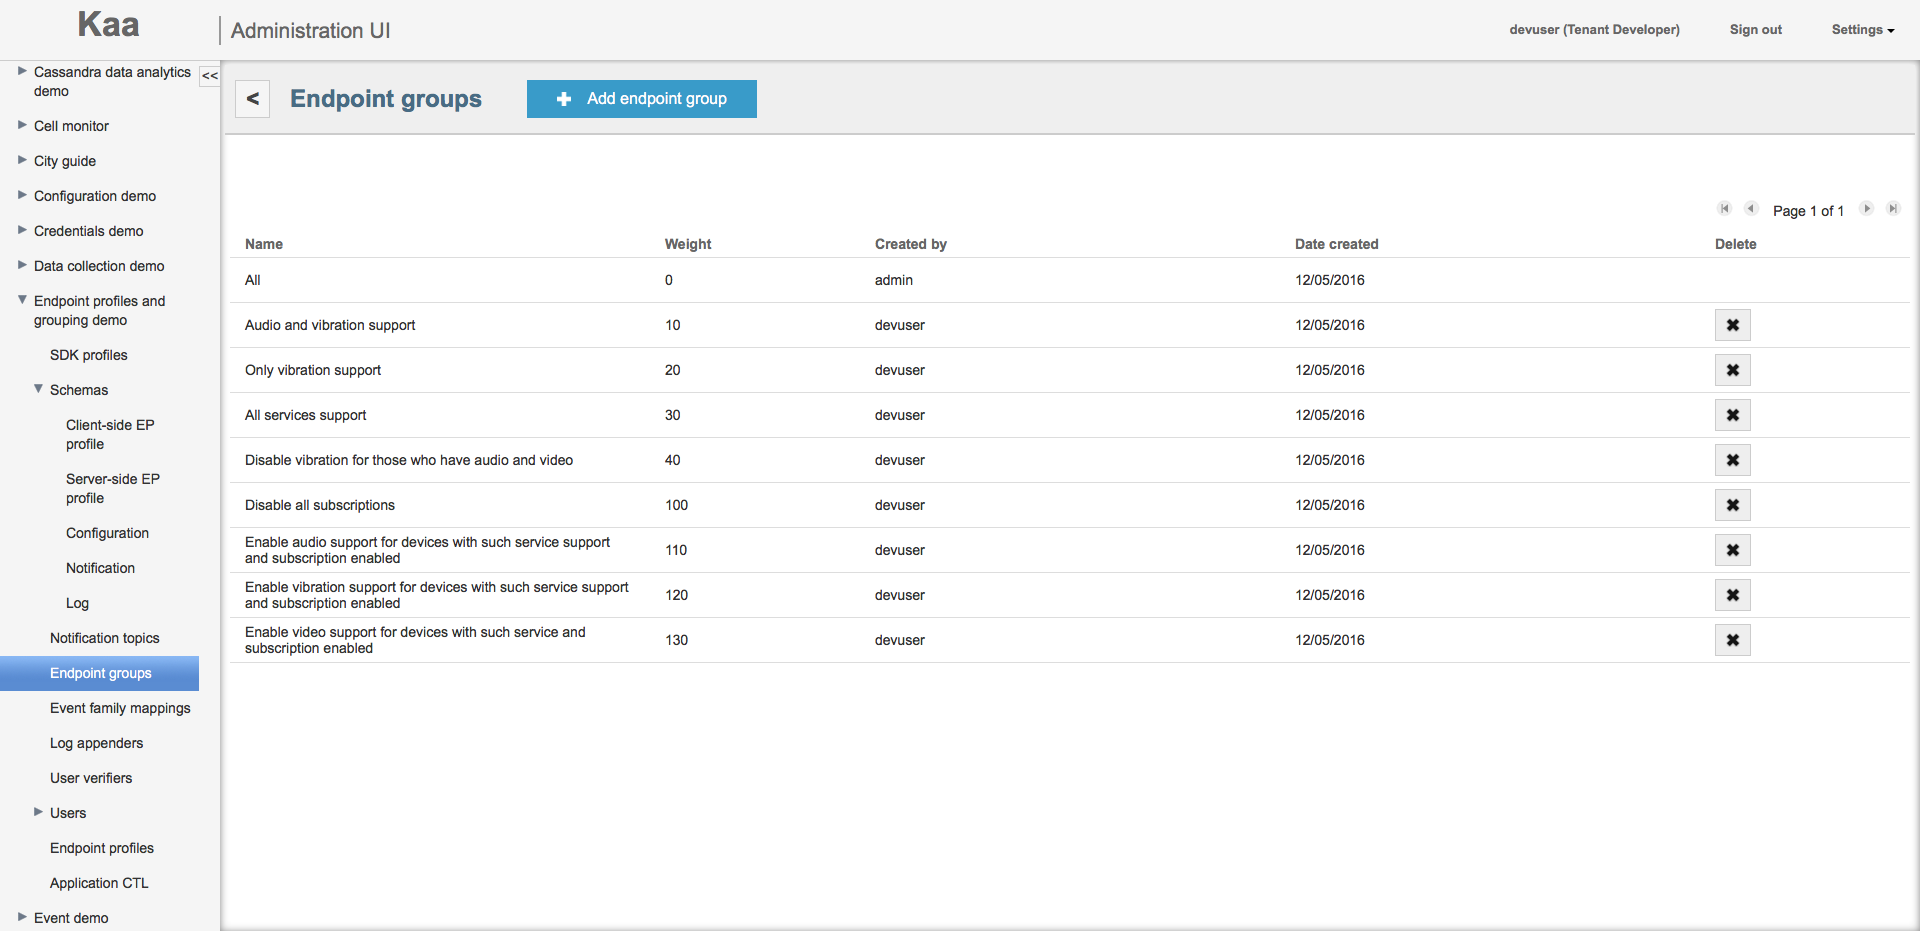 Kaa
Administration UI
devuser (Tenant Developer)
Sign out
Settings
<<
Cassandra data analytics
demo
Cell monitor
City guide
Configuration demo
Credentials demo
Data collection demo
Endpoint profiles and
grouping demo
SDK profiles
Schemas
Client-side EP
profile
Server-side EP
profile
Configuration
Notification
Log
Notification topics
Endpoint groups
Event family mappings
Log appenders
User verifiers
Users
Endpoint profiles
Application CTL
Event demo
< Endpoint groups
Add endpoint group
Page 1 of 1
Name Weight Created by Date created Delete
All 0 admin 12/05/2016
Audio and vibration support 10 devuser 12/05/2016
Only vibration support 20 devuser 12/05/2016
All services support 30 devuser 12/05/2016
Disable vibration for those who have audio and video 40 devuser 12/05/2016
Disable all subscriptions 100 devuser 12/05/2016
Enable audio support for devices with such service support
and subscription enabled 110 devuser 12/05/2016
Enable vibration support for devices with such service support
and subscription enabled 120 devuser 12/05/2016
Enable video support for devices with such service and
subscription enabled 130 devuser 12/05/2016